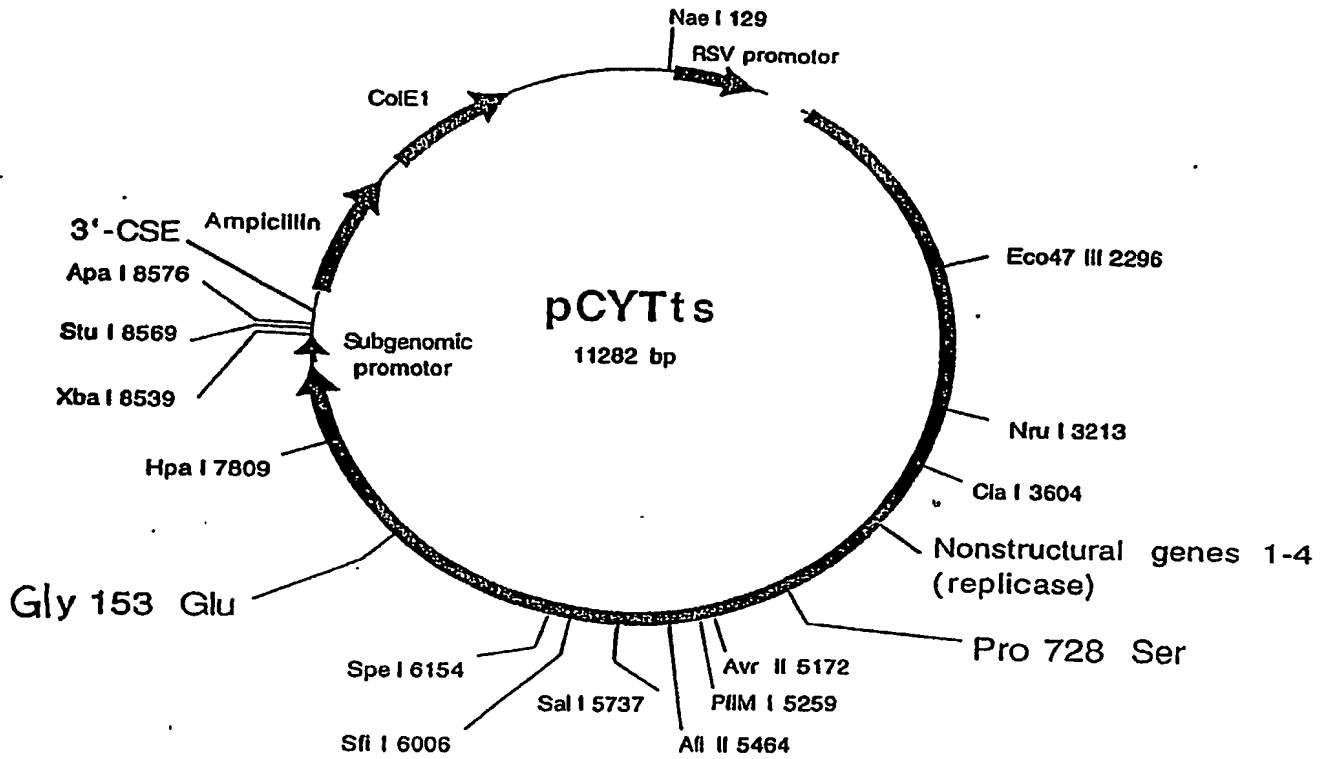 Nae I 129
RSV promotor
ColE1
Ampicillin
3'-CSE
Apa I 8576
Stu I 8569
Xba I 8539
Subgenomic
promotor
Hpa I 7809
pCYTts
11282 bp
Eco47 III 2296
Nru I 3213
Cla I 3604
Nonstructural genes 1-4
(replicase)
Pro 728 Ser
Gly 153 Glu
Spe I 6154
Sfi I 6006
Sal I 5737
Avr II 5172
PflM I 5259
Afl II 5464